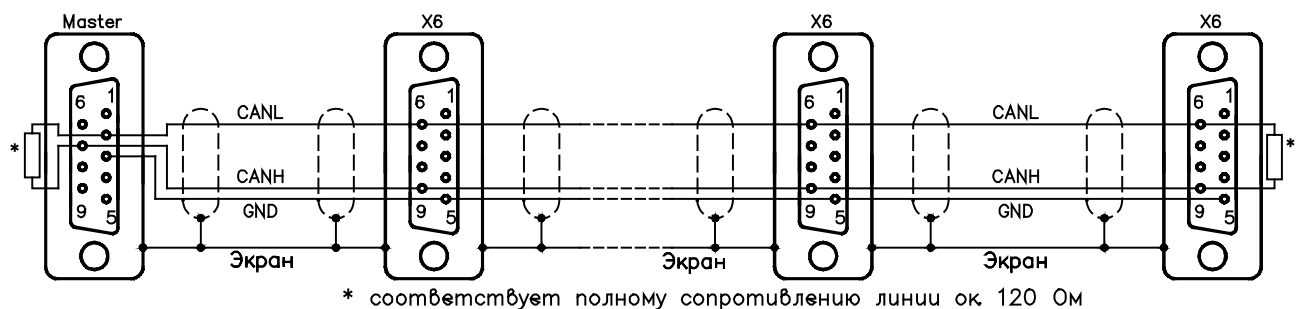 Master X6 X6 X6
6 1 6 1 6 1 6 1
CANL CANL
* *
CANH CANH
9 5 GND 9 5 9 5 GND 9 5
Экран Экран Экран
* соответствует полному сопротивлению линии ок. 120 Ом